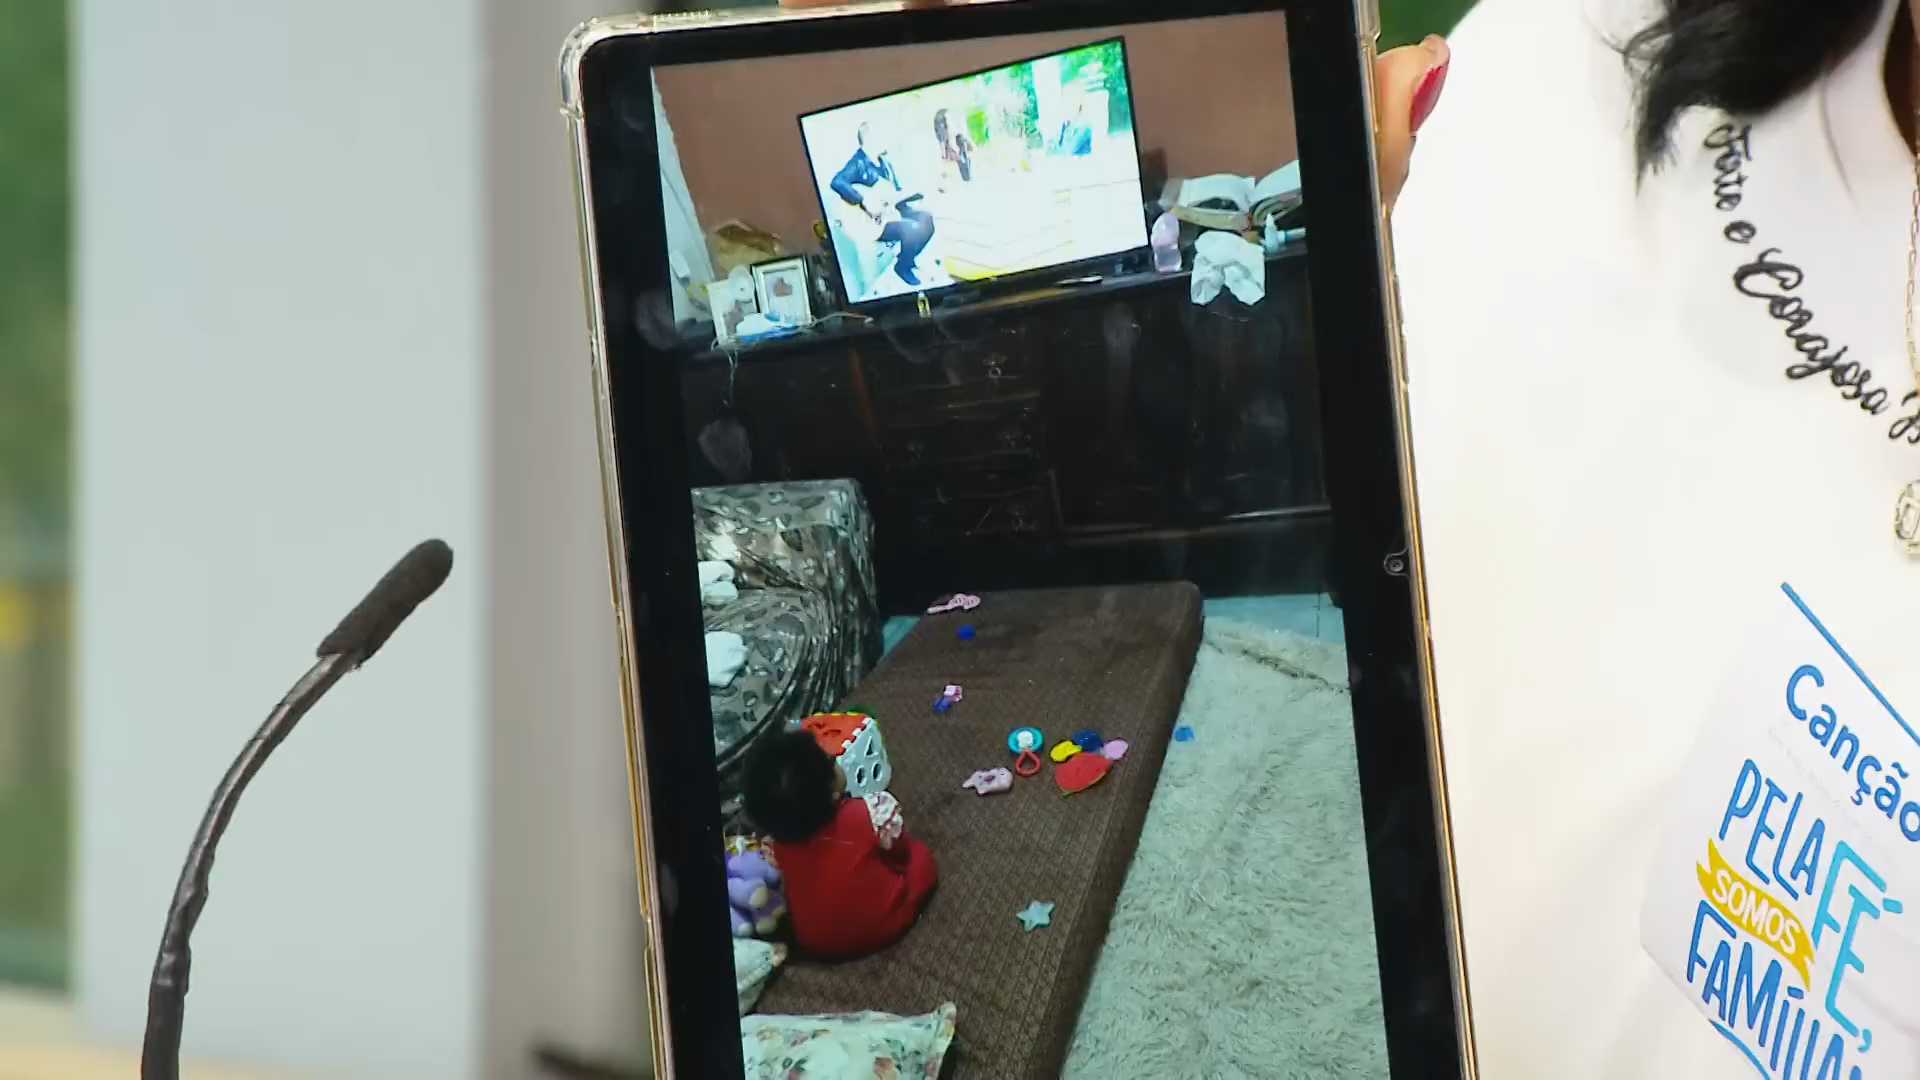 Forte e Corajosa
Canção
PELA FÉ,
SOMOS
FAMÍLIA